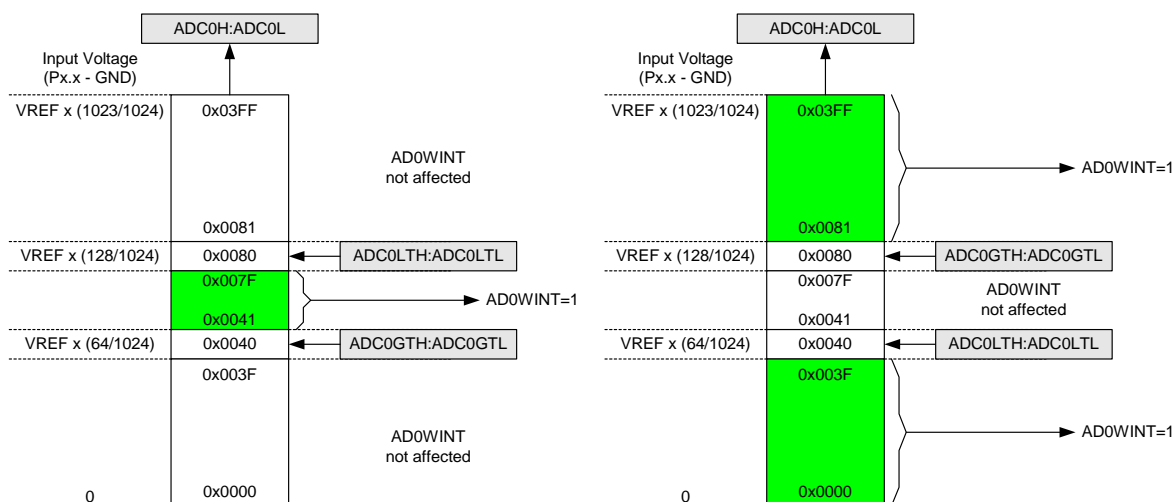 ADC0H:ADC0L
Input Voltage
(Px.x - GND)
VREF x (1023/1024)
0x03FF
AD0WINT
not affected
0x0081
VREF x (128/1024)
0x0080
ADC0LTH:ADC0LTL
0x007F
AD0WINT=1
0x0041
VREF x (64/1024)
0x0040
ADC0GTH:ADC0GTL
0x003F
AD0WINT
not affected
0
0x0000
ADC0H:ADC0L
Input Voltage
(Px.x - GND)
VREF x (1023/1024)
0x03FF
AD0WINT=1
0x0081
VREF x (128/1024)
0x0080
ADC0GTH:ADC0GTL
0x007F
AD0WINT
not affected
0x0041
VREF x (64/1024)
0x0040
ADC0LTH:ADC0LTL
0x003F
AD0WINT=1
0
0x0000